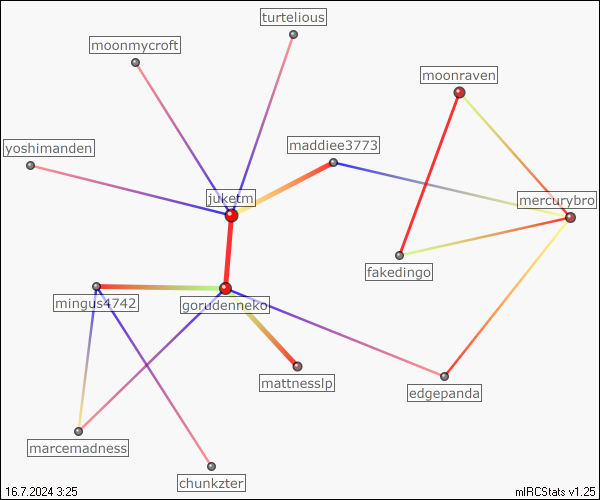 turtelious
moonmycroft
moonraven
maddiee3773
yoshimanden
juketm
mercurybro
fakedingo
mingus4742
gorudenneko
mattnesslp
edgepanda
marcemadness
chunkzter
16.7.2024 3:25
mIRCStats v1.25